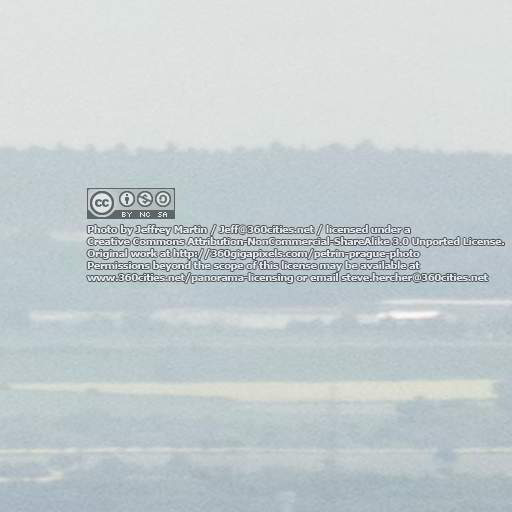 cc BY NC SA
Photo by Jeffrey Martin / Jeff@360cities.net / licensed under a
Creative Commons Attribution-NonCommercial-ShareAlike 3.0 Unported License.
Original work at http://360gigapixels.com/petrin-prague-photo
Permissions beyond the scope of this license may be available at
www.360cities.net/panorama-licensing or email steve.hercher@360cities.net